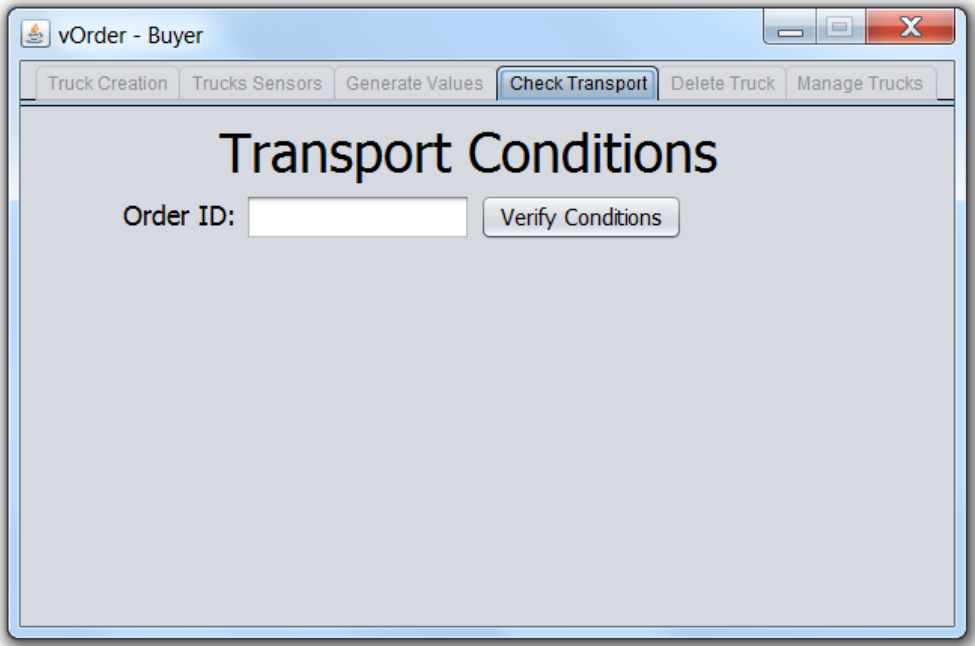 vOrder - Buyer
Truck Creation Trucks Sensors Generate Values Check Transport Delete Truck Manage Trucks
Transport Conditions
Order ID: Verify Conditions